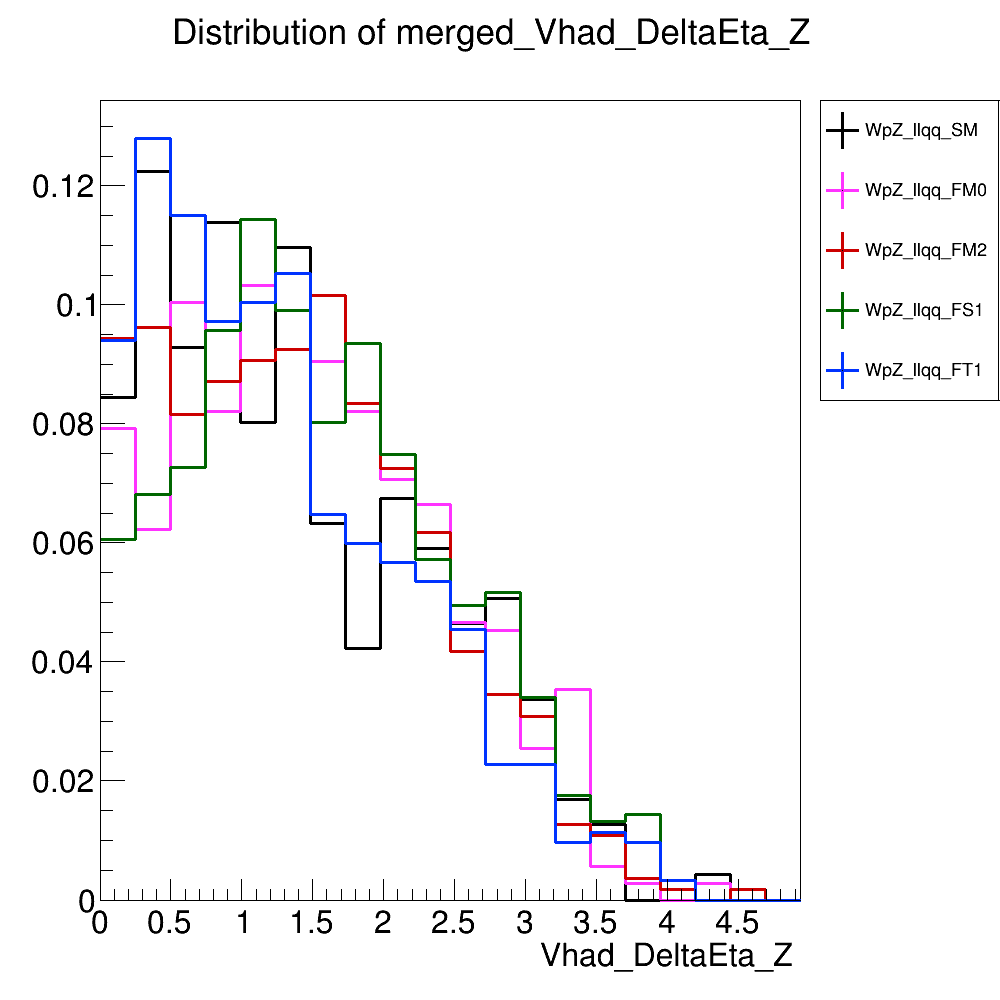 Distribution of merged_Vhad_DeltaEta_Z
WpZ_llqq_SM
WpZ_llqq_FM0
WpZ_llqq_FM2
WpZ_llqq_FS1
WpZ_llqq_FT1
0.12
0.1
0.08
0.06
0.04
0.02
0
0 0.5 1 1.5 2 2.5 3 3.5 4 4.5
Vhad_DeltaEta_Z